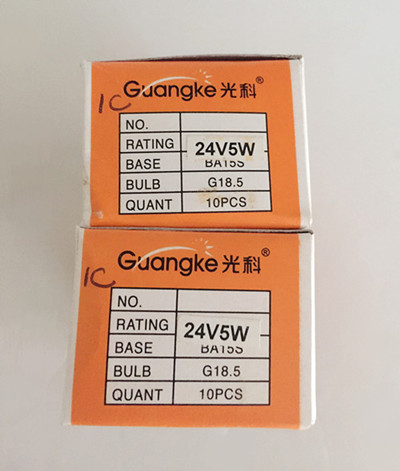 Guangke光科®
1C
NO.
RATING 24V5W
BASE BA15S
BULB G18.5
QUANT 10PCS
Guangke光科®
1C
NO.
RATING 24V5W
BASE BA15S
BULB G18.5
QUANT 10PCS